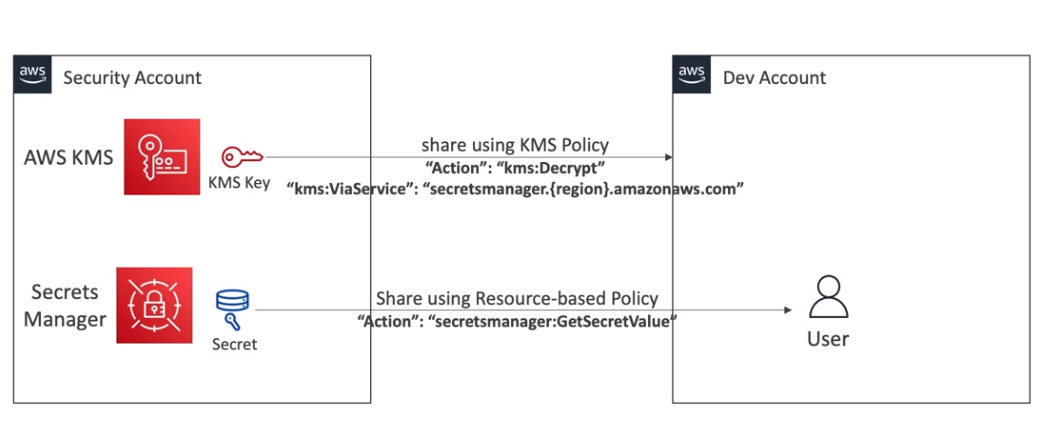 aws
Security Account
AWS KMS
KMS Key
share using KMS Policy
“Action”: “kms:Decrypt”
“kms:ViaService”: “secretsmanager.{region}.amazonaws.com”
Secrets
Manager
Secret
Share using Resource-based Policy
“Action”: “secretsmanager:GetSecretValue”
aws
Dev Account
User